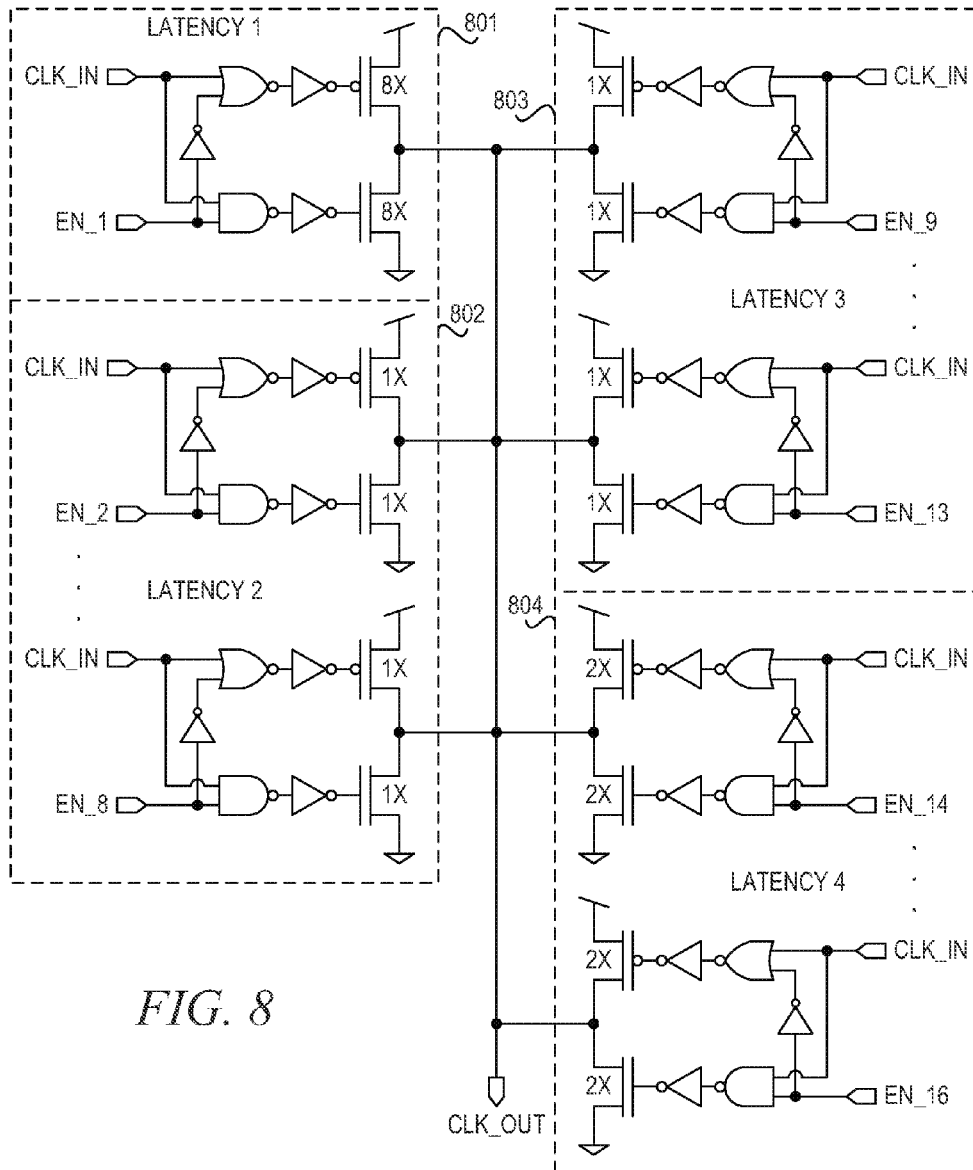 LATENCY 1
801
CLK_IN
8X
8X
EN_1
803
1X
CLK_IN
1X
EN_9
802
CLK_IN
1X
1X
EN_2
LATENCY 3
1X
CLK_IN
1X
EN_13
LATENCY 2
CLK_IN
1X
1X
EN_8
804
2X
CLK_IN
2X
EN_14
LATENCY 4
2X
CLK_IN
2X
EN_16
FIG. 8
CLK_OUT